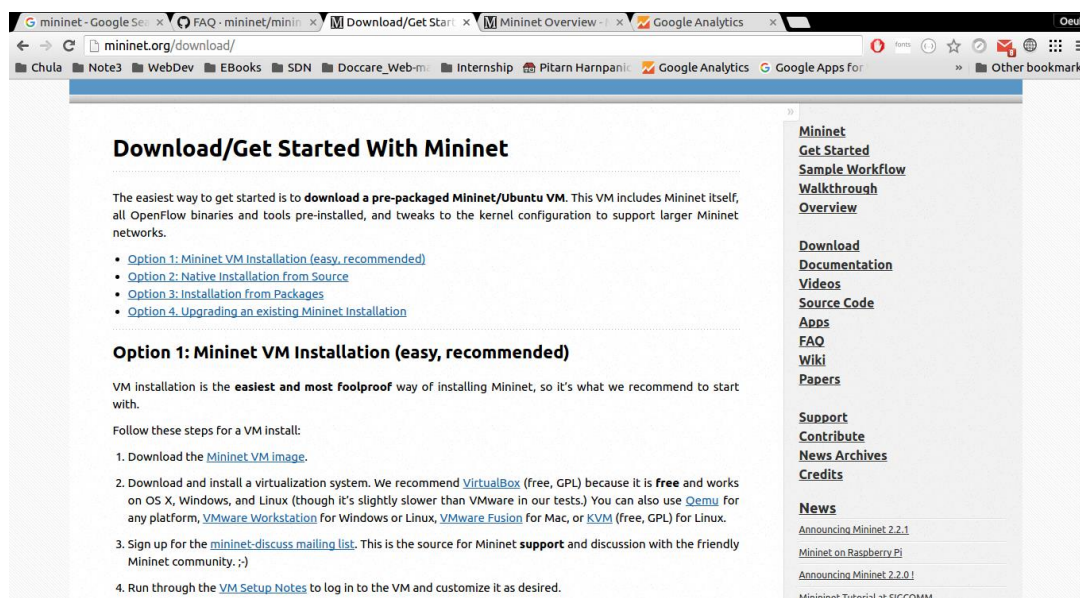 mininet - Google Sea
FAQ · mininet/minin
Download/Get Start
Mininet Overview -
Google Analytics
Oeu
mininet.org/download/
fonts
Chula
Note3
WebDev
EBooks
SDN
Doccare_Web-ma
Internship
Pitarn Harnpanic
Google Analytics
Google Apps for
»
Other bookmark
Download/Get Started With Mininet
The easiest way to get started is to download a pre-packaged Mininet/Ubuntu VM. This VM includes Mininet itself,
all OpenFlow binaries and tools pre-installed, and tweaks to the kernel configuration to support larger Mininet
networks.
• Option 1: Mininet VM Installation (easy, recommended)
• Option 2: Native Installation from Source
• Option 3: Installation from Packages
• Option 4. Upgrading an existing Mininet Installation
Option 1: Mininet VM Installation (easy, recommended)
VM installation is the easiest and most foolproof way of installing Mininet, so it's what we recommend to start
with.
Follow these steps for a VM install:
1. Download the Mininet VM image.
2. Download and install a virtualization system. We recommend VirtualBox (free, GPL) because it is free and works
on OS X, Windows, and Linux (though it's slightly slower than VMware in our tests.) You can also use Qemu for
any platform, VMware Workstation for Windows or Linux, VMware Fusion for Mac, or KVM (free, GPL) for Linux.
3. Sign up for the mininet-discuss mailing list. This is the source for Mininet support and discussion with the friendly
Mininet community. ;-)
4. Run through the VM Setup Notes to log in to the VM and customize it as desired.
»
Mininet
Get Started
Sample Workflow
Walkthrough
Overview
Download
Documentation
Videos
Source Code
Apps
FAQ
Wiki
Papers
Support
Contribute
News Archives
Credits
News
Announcing Mininet 2.2.1
Mininet on Raspberry Pi
Announcing Mininet 2.2.0 !
Mininet Tutorial at SIGCOMM